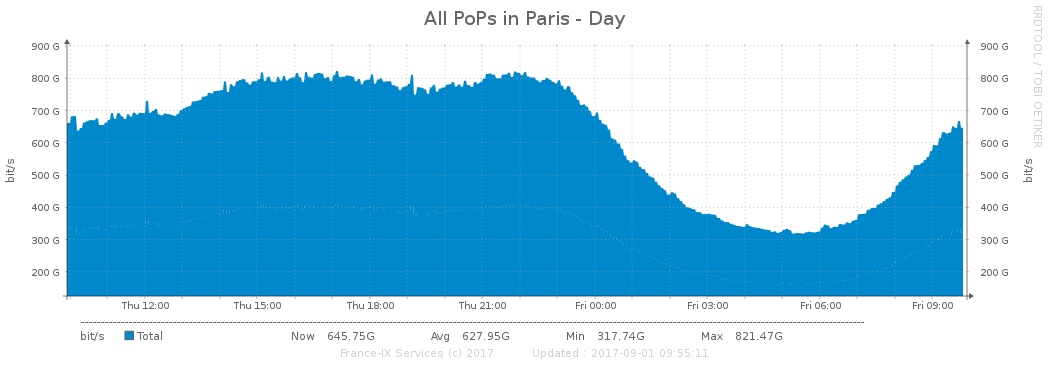 All PoPs in Paris - Day
RRDTOOL / TOBI OETIKER
900 G 900 G
800 G 800 G
700 G 700 G
600 G 600 G
500 G 500 G
400 G 400 G
300 G 300 G
200 G 200 G
bit/s bit/s
Thu 12:00 Thu 15:00 Thu 18:00 Thu 21:00 Fri 00:00 Fri 03:00 Fri 06:00 Fri 09:00
bit/s Total Now 645.75G Avg 627.95G Min 317.74G Max 821.47G
France-IX Services (c) 2017 Updated : 2017-09-01 09:55:11